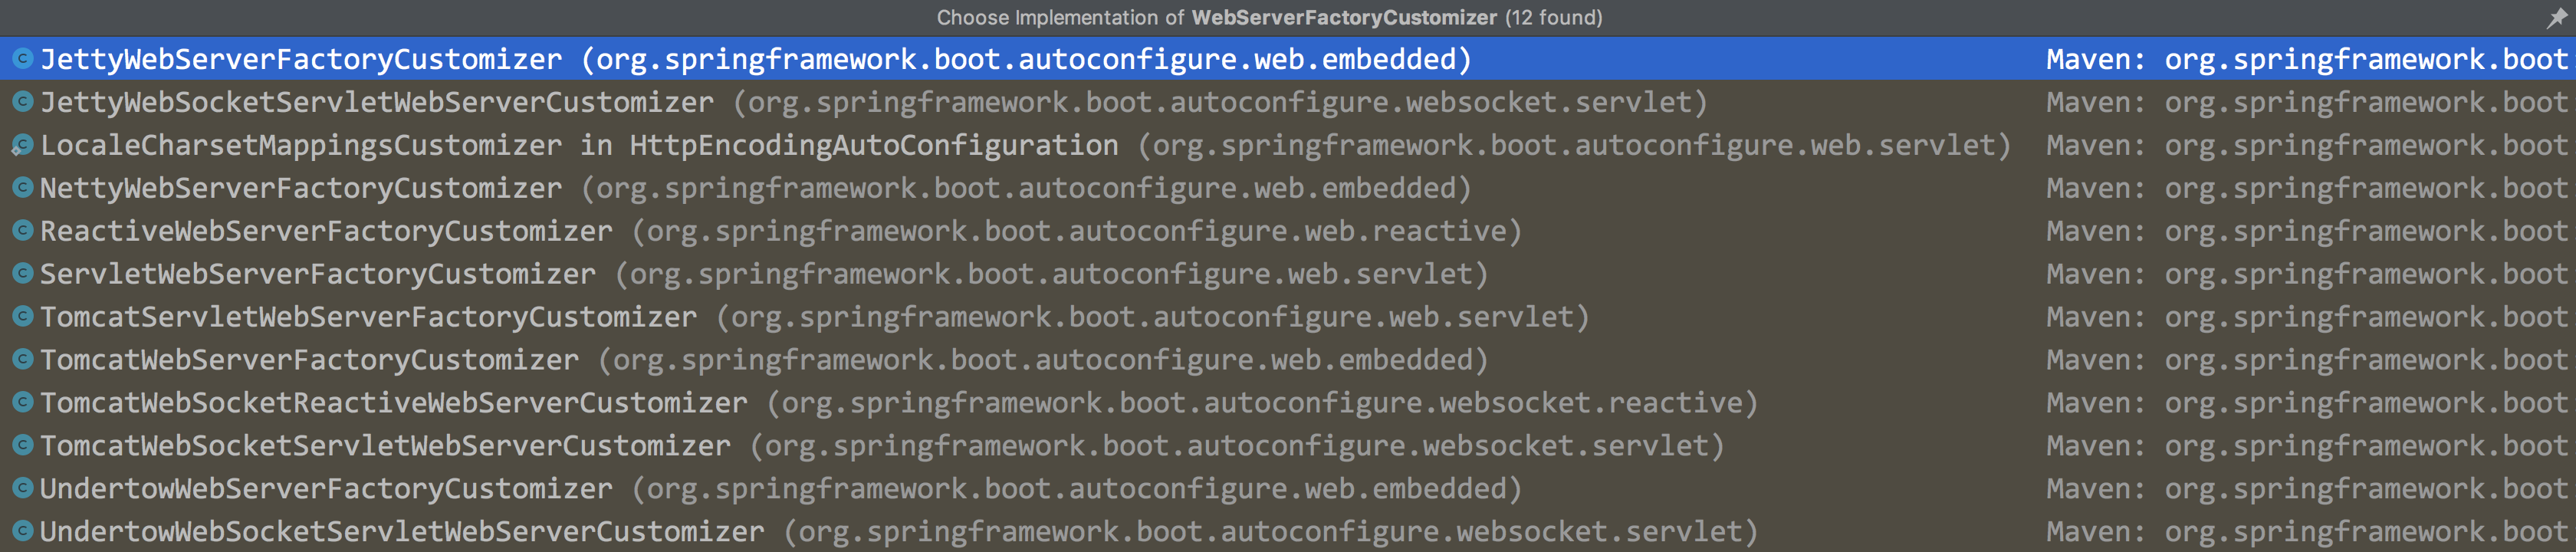 Choose Implementation of WebServerFactoryCustomizer (12 found)
JettyWebServerFactoryCustomizer (org.springframework.boot.autoconfigure.web.embedded) Maven: org.springframework.boot
JettyWebSocketServletWebServerCustomizer (org.springframework.boot.autoconfigure.websocket.servlet) Maven: org.springframework.boot
LocaleCharsetMappingsCustomizer in HttpEncodingAutoConfiguration (org.springframework.boot.autoconfigure.web.servlet) Maven: org.springframework.boot
NettyWebServerFactoryCustomizer (org.springframework.boot.autoconfigure.web.embedded) Maven: org.springframework.boot
ReactiveWebServerFactoryCustomizer (org.springframework.boot.autoconfigure.web.reactive) Maven: org.springframework.boot
ServletWebServerFactoryCustomizer (org.springframework.boot.autoconfigure.web.servlet) Maven: org.springframework.boot
TomcatServletWebServerFactoryCustomizer (org.springframework.boot.autoconfigure.web.servlet) Maven: org.springframework.boot
TomcatWebServerFactoryCustomizer (org.springframework.boot.autoconfigure.web.embedded) Maven: org.springframework.boot
TomcatWebSocketReactiveWebServerCustomizer (org.springframework.boot.autoconfigure.websocket.reactive) Maven: org.springframework.boot
TomcatWebSocketServletWebServerCustomizer (org.springframework.boot.autoconfigure.websocket.servlet) Maven: org.springframework.boot
UndertowWebServerFactoryCustomizer (org.springframework.boot.autoconfigure.web.embedded) Maven: org.springframework.boot
UndertowWebSocketServletWebServerCustomizer (org.springframework.boot.autoconfigure.websocket.servlet) Maven: org.springframework.boot